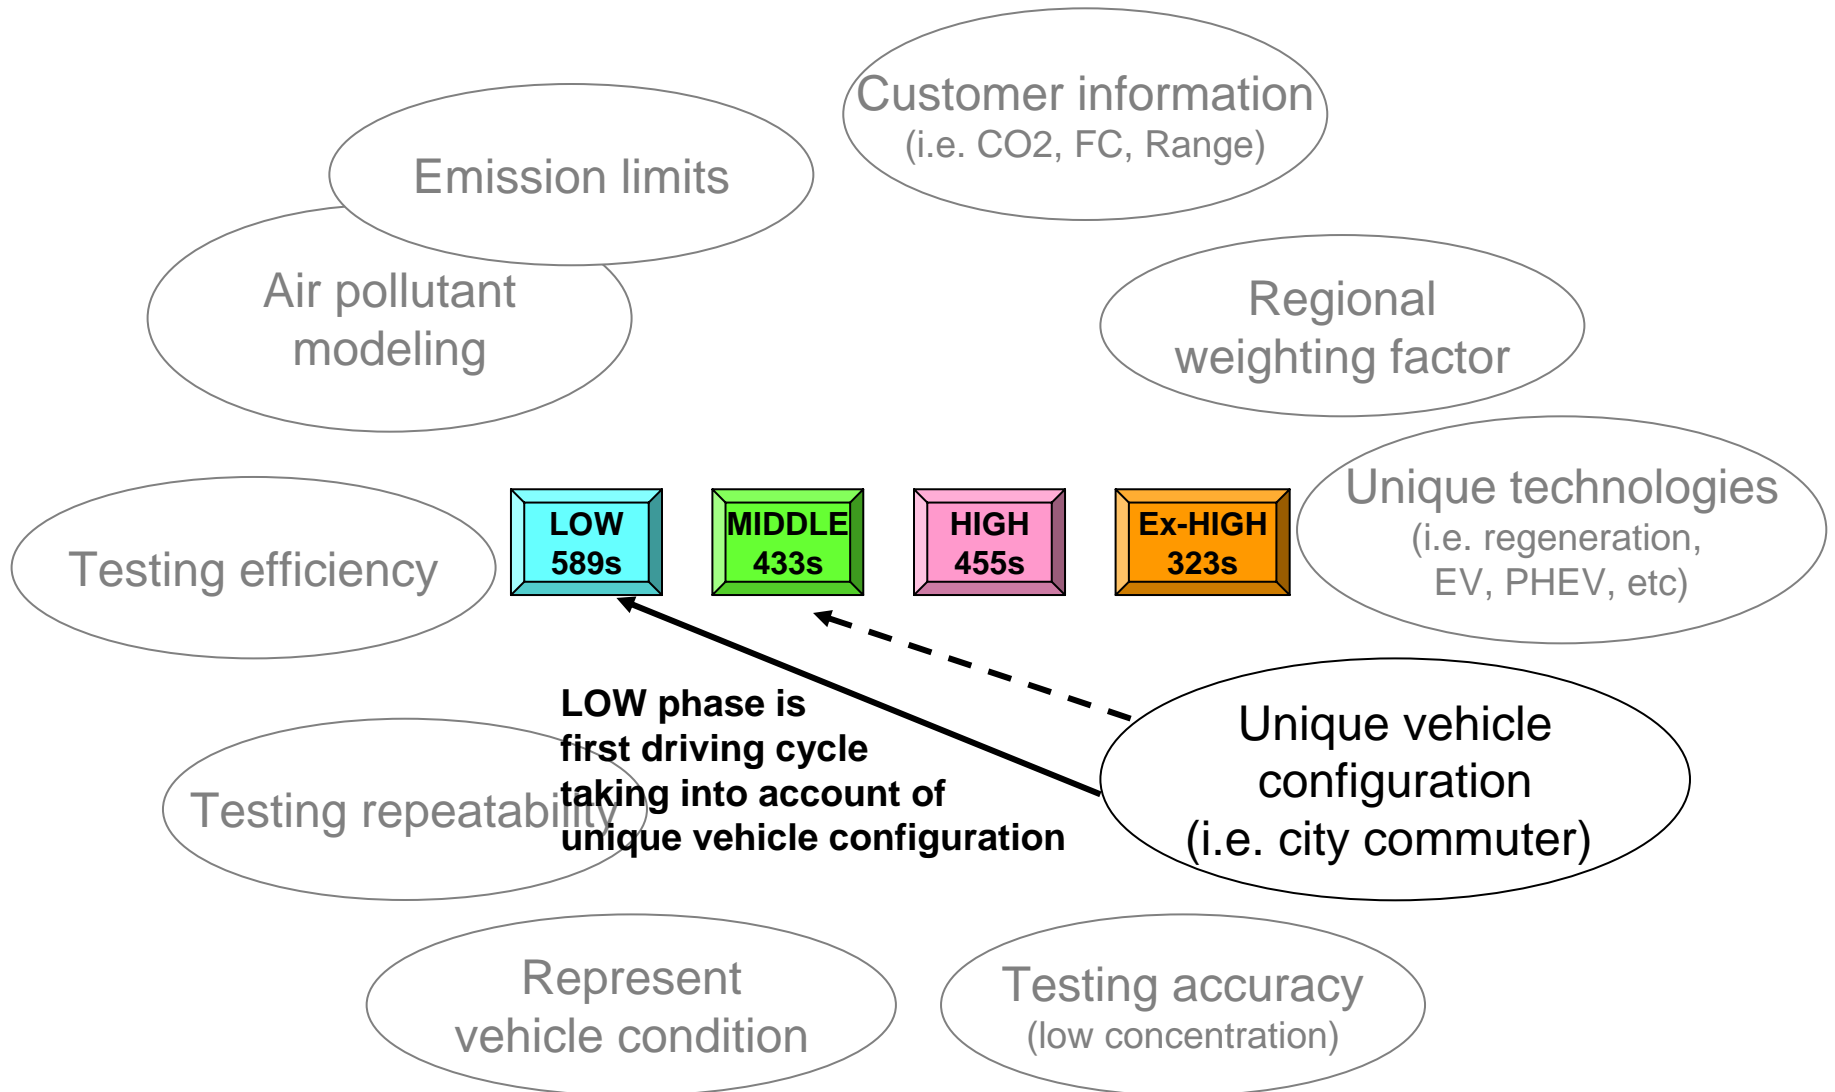 Customer information
(i.e. CO2, FC, Range)
Emission limits
Air pollutant
modeling
Regional
weighting factor
Unique technologies
(i.e. regeneration,
EV, PHEV, etc)
LOW
589s
MIDDLE
433s
HIGH
455s
Ex-HIGH
323s
Testing efficiency
LOW phase is
first driving cycle
taking into account of
unique vehicle configuration
Unique vehicle
configuration
(i.e. city commuter)
Testing repeatability
Represent
vehicle condition
Testing accuracy
(low concentration)